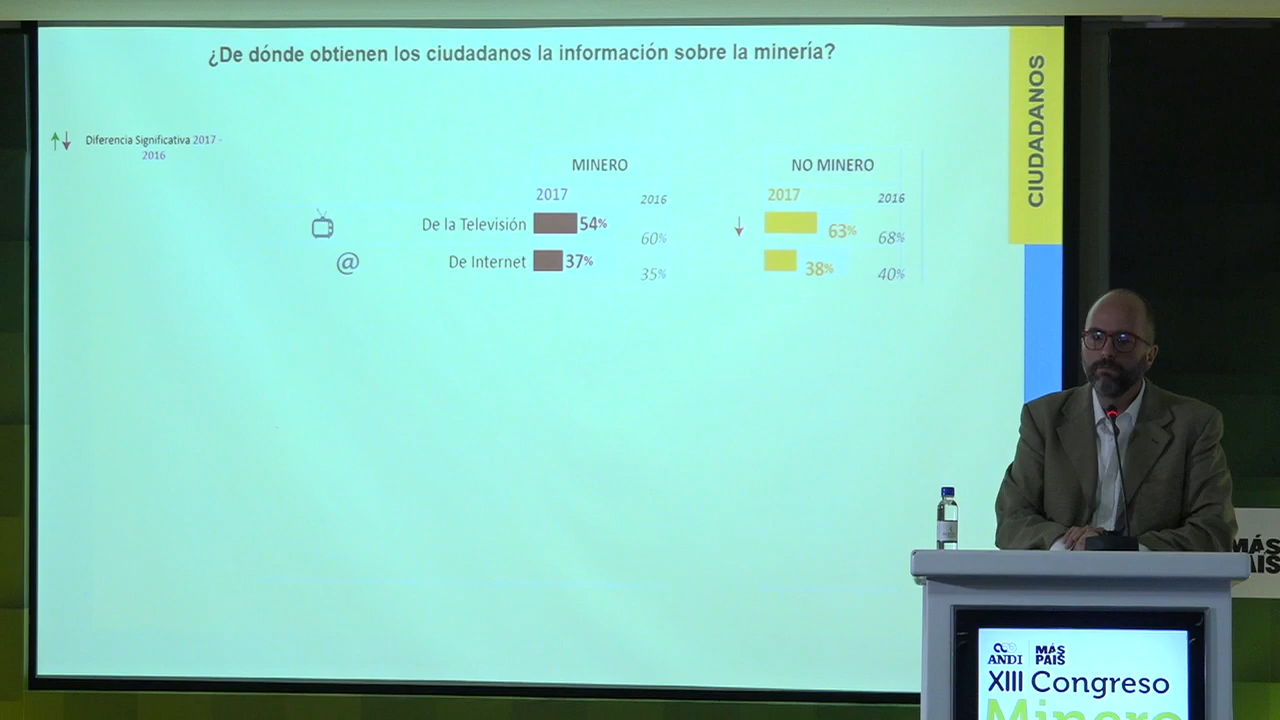 ¿De dónde obtienen los ciudadanos la información sobre la minería?
CIUDADANOS
Diferencia Significativa 2017 -
2016
MINERO
NO MINERO
2017
2016
2017
2016
De la Televisión
54%
60%
63%
68%
@
De Internet
37%
35%
38%
40%
MÁS
ANDI
MÁS
PAÍS
XIII Congreso
Minero